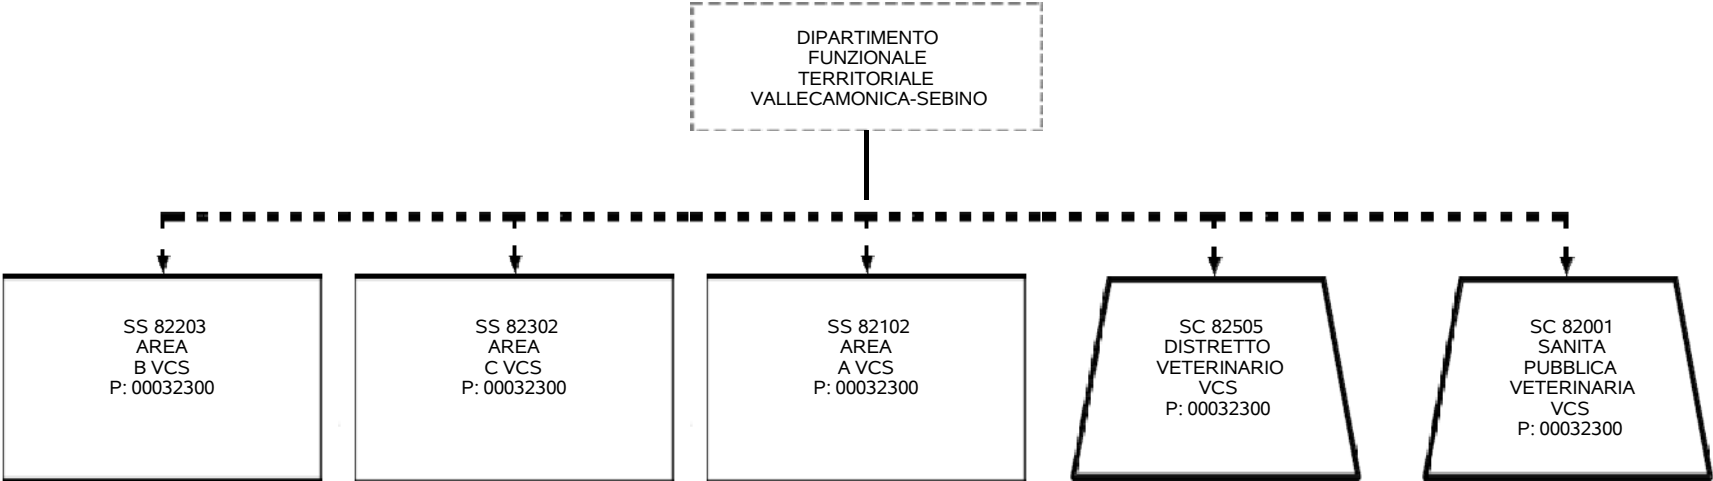 DIPARTIMENTO
FUNZIONALE
TERRITORIALE
VALLECAMONICA-SEBINO
SS 82203
AREA
B VCS
P: 00032300
SS 82302
AREA
C VCS
P: 00032300
SS 82102
AREA
A VCS
P: 00032300
SC 82505
DISTRETTO
VETERINARIO
VCS
P: 00032300
SC 82001
SANITA
PUBBLICA
VETERINARIA
VCS
P: 00032300